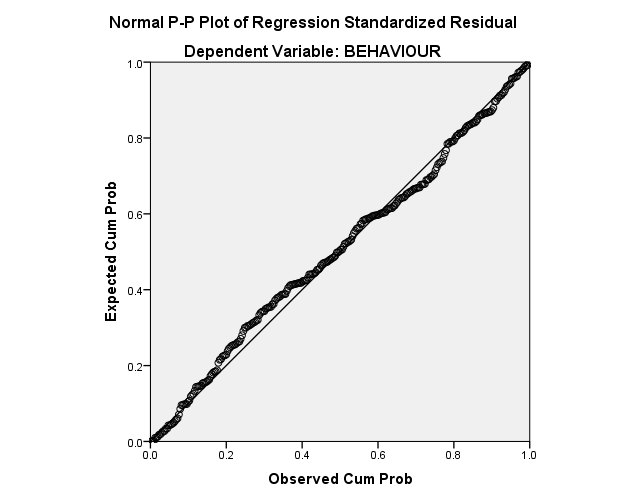 Normal P-P Plot of Regression Standardized Residual
Dependent Variable: BEHAVIOUR
1.0
0.8
0.6
0.4
0.2
0.0
Expected Cum Prob
0.0 0.2 0.4 0.6 0.8 1.0
Observed Cum Prob